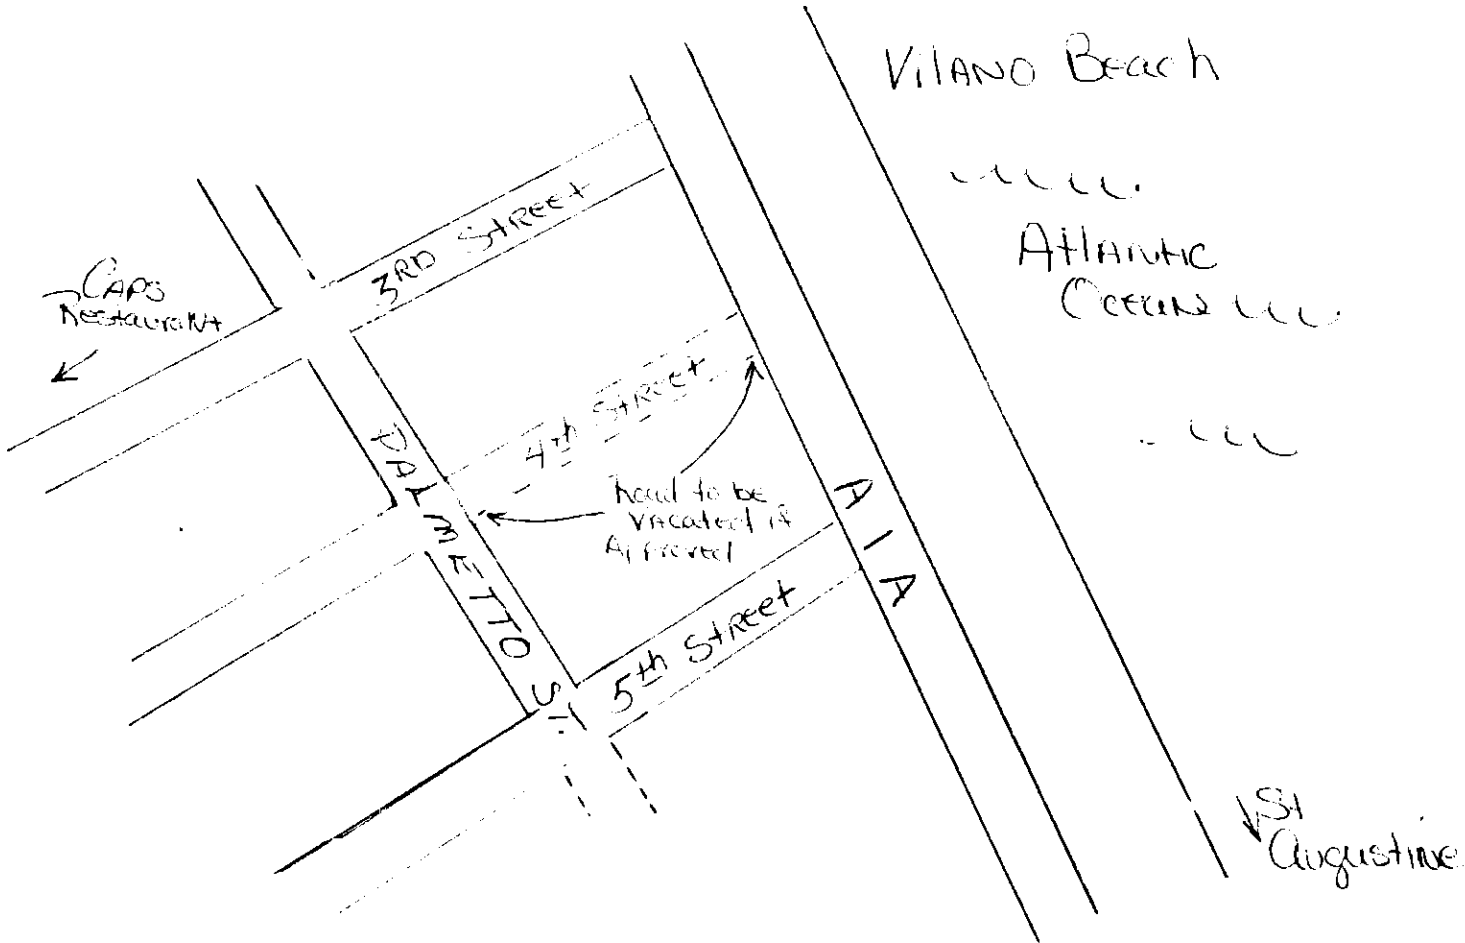 VilANO Beach
Atlantic
Ocean
3RD Street
CAPS
Restaurant
4th Street
PALMETTO ST.
Road to be
vacated if
Approved
A1A
5th Street
St
Augustine